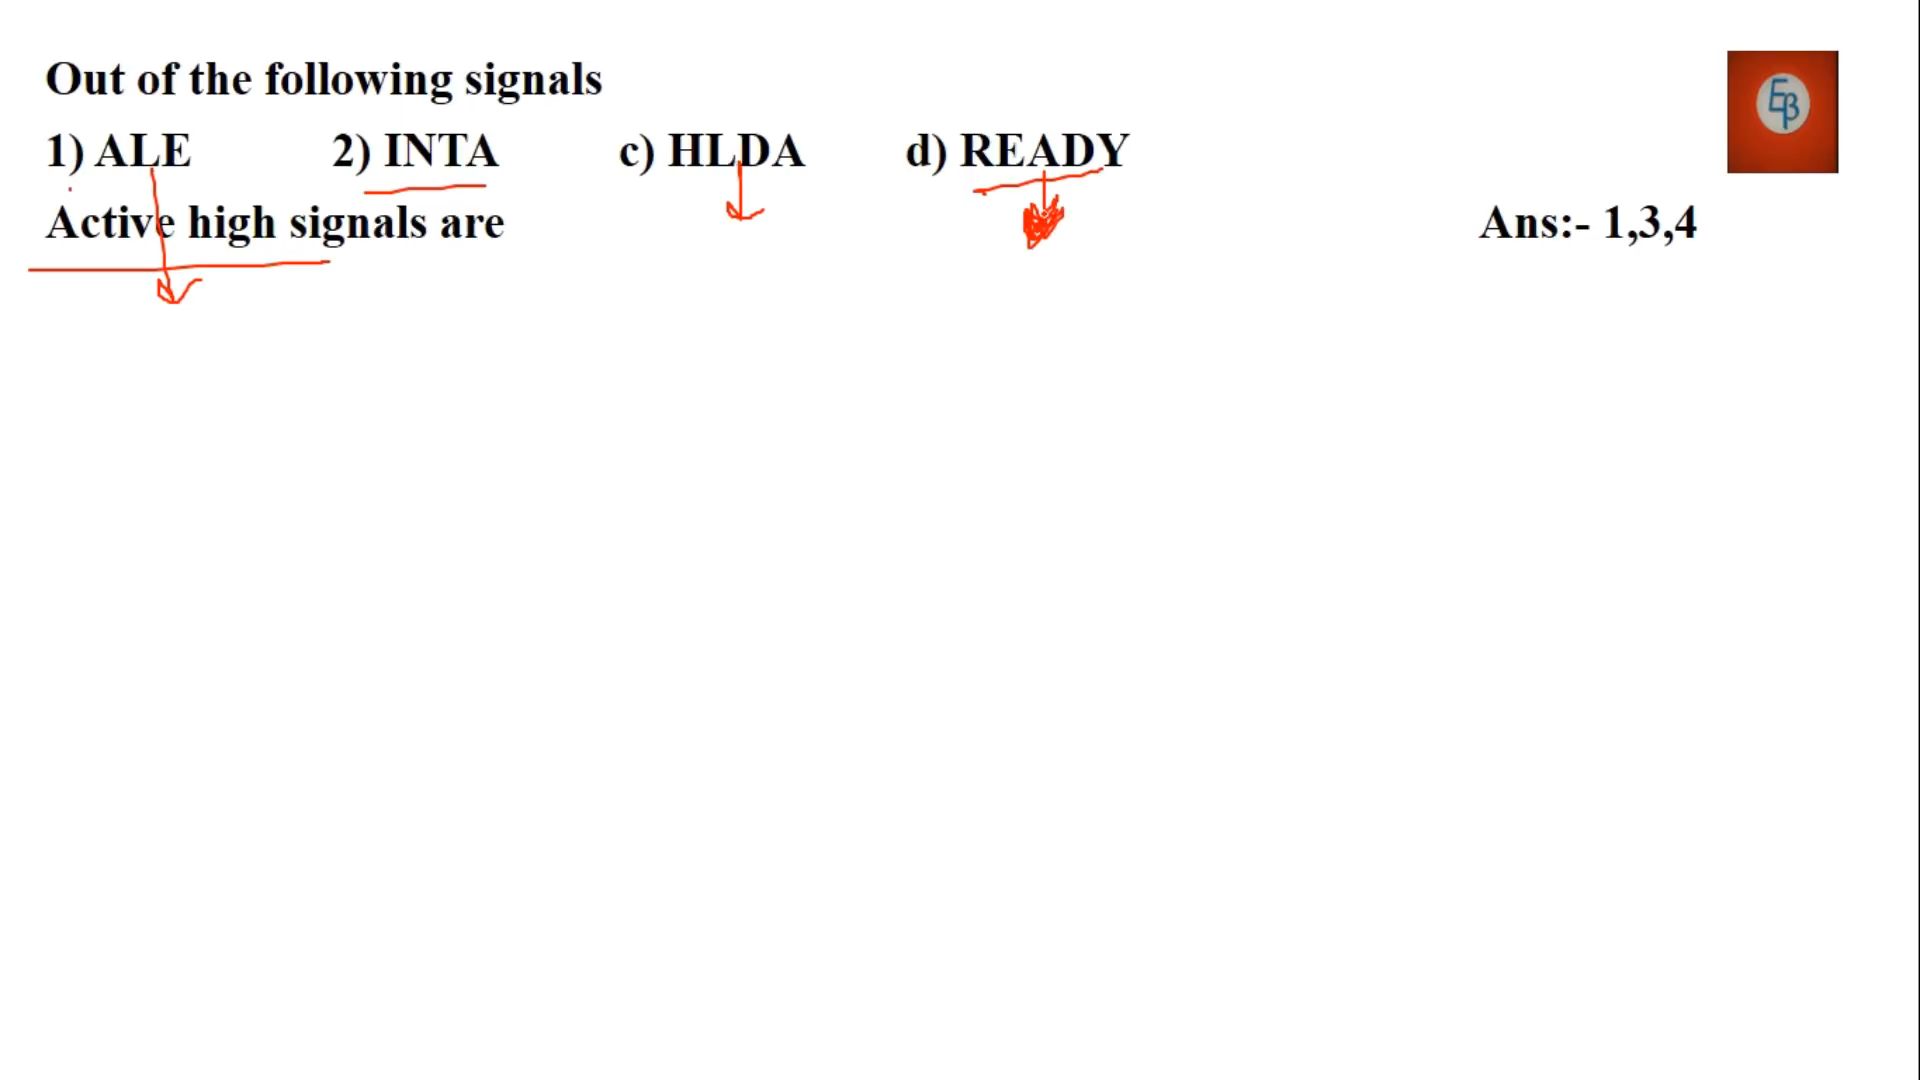 Out of the following signals
1) ALE 2) INTA c) HLDA d) READY
Active high signals are Ans:- 1,3,4
Eβ